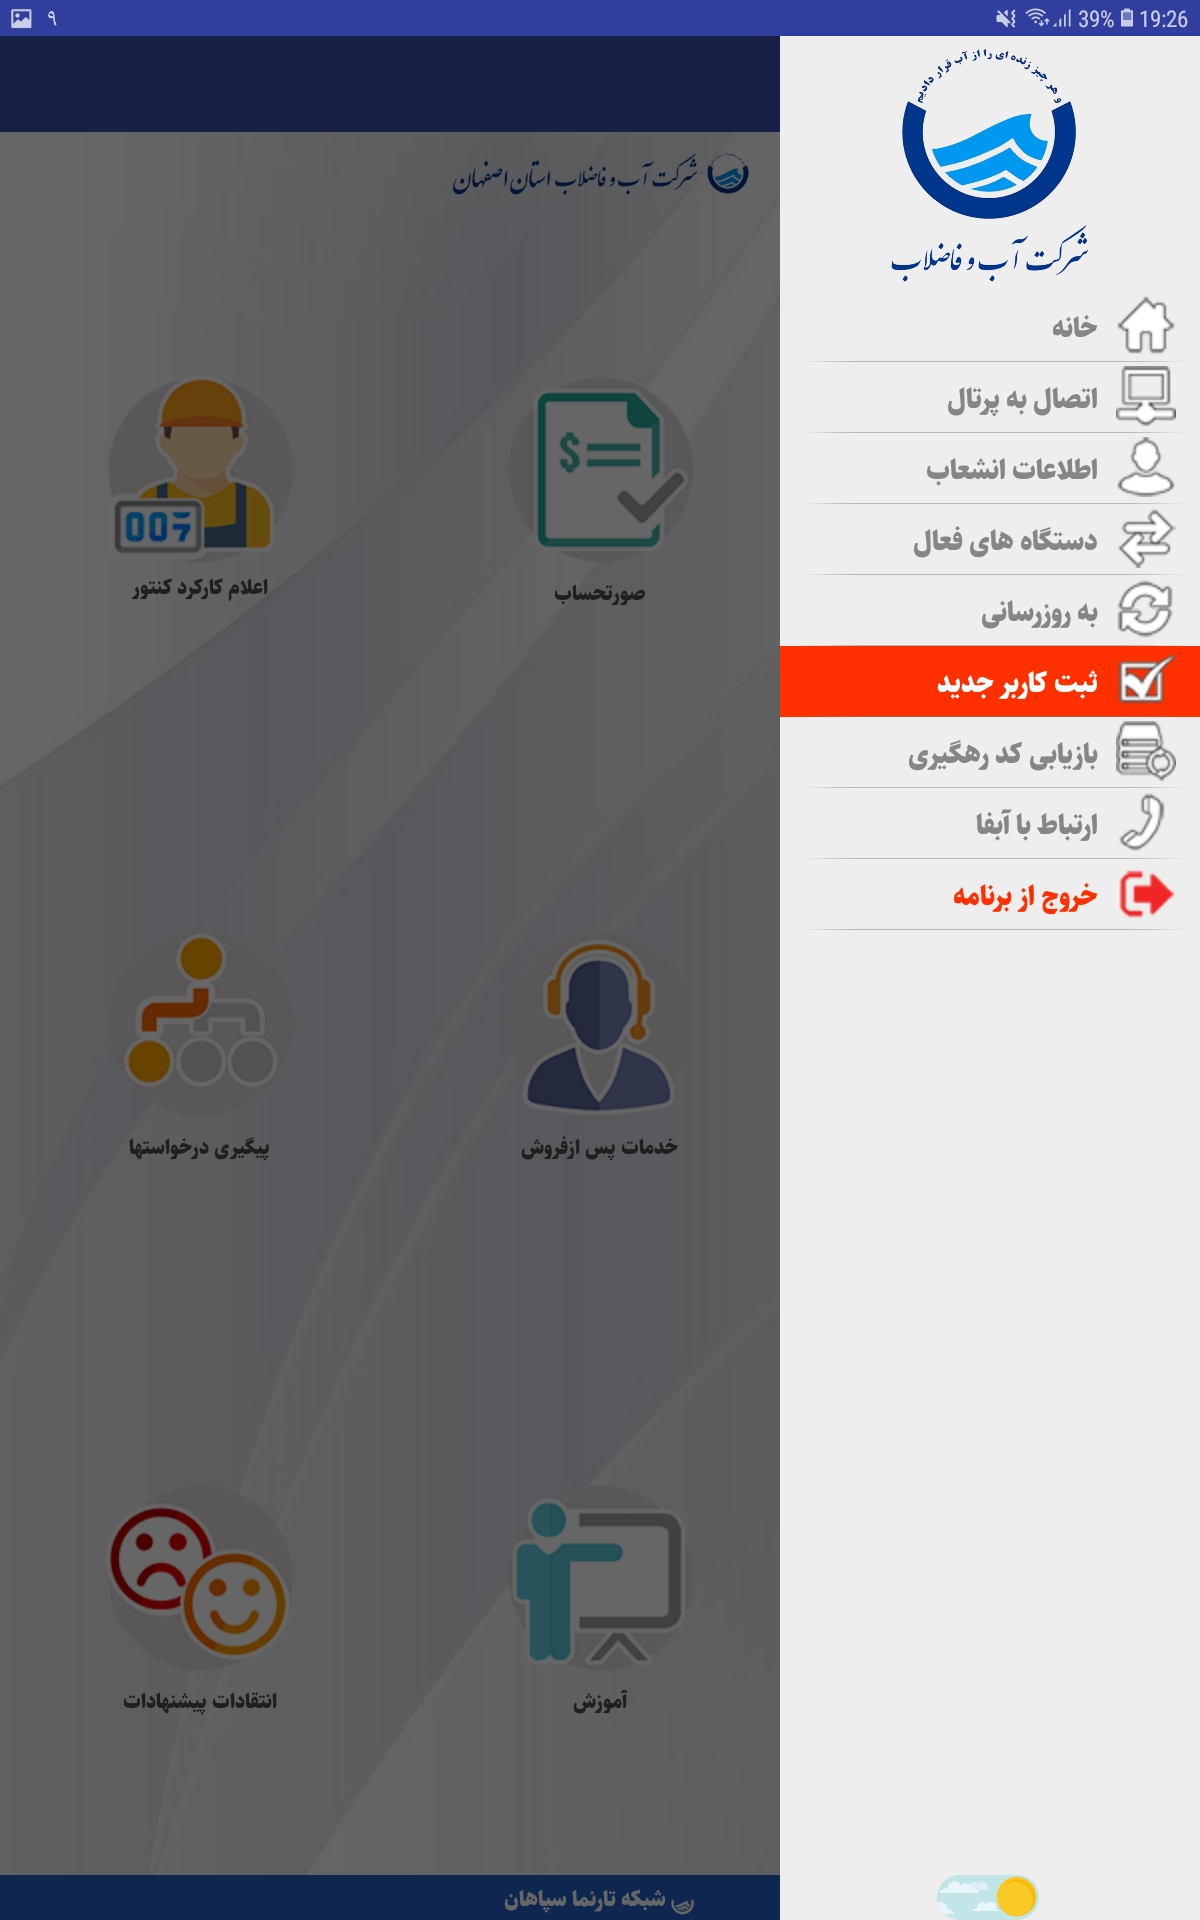 ۹
39% 19:26
و هر چیز زنده ای را از آب قرار دادیم
شرکت آب و فاضلاب
خانه
اتصال به پرتال
اطلاعات انشعاب
دستگاه های فعال
به روزرسانی
ثبت کاربر جدید
بازیابی کد رهگیری
ارتباط با آبفا
خروج از برنامه
شرکت آب و فاضلاب استان اصفهان
$
صورتحساب
007
اعلام کارکرد کنتور
خدمات پس ازفروش
پیگیری درخواستها
آموزش
انتقادات پیشنهادات
شبکه تارنما سپاهان